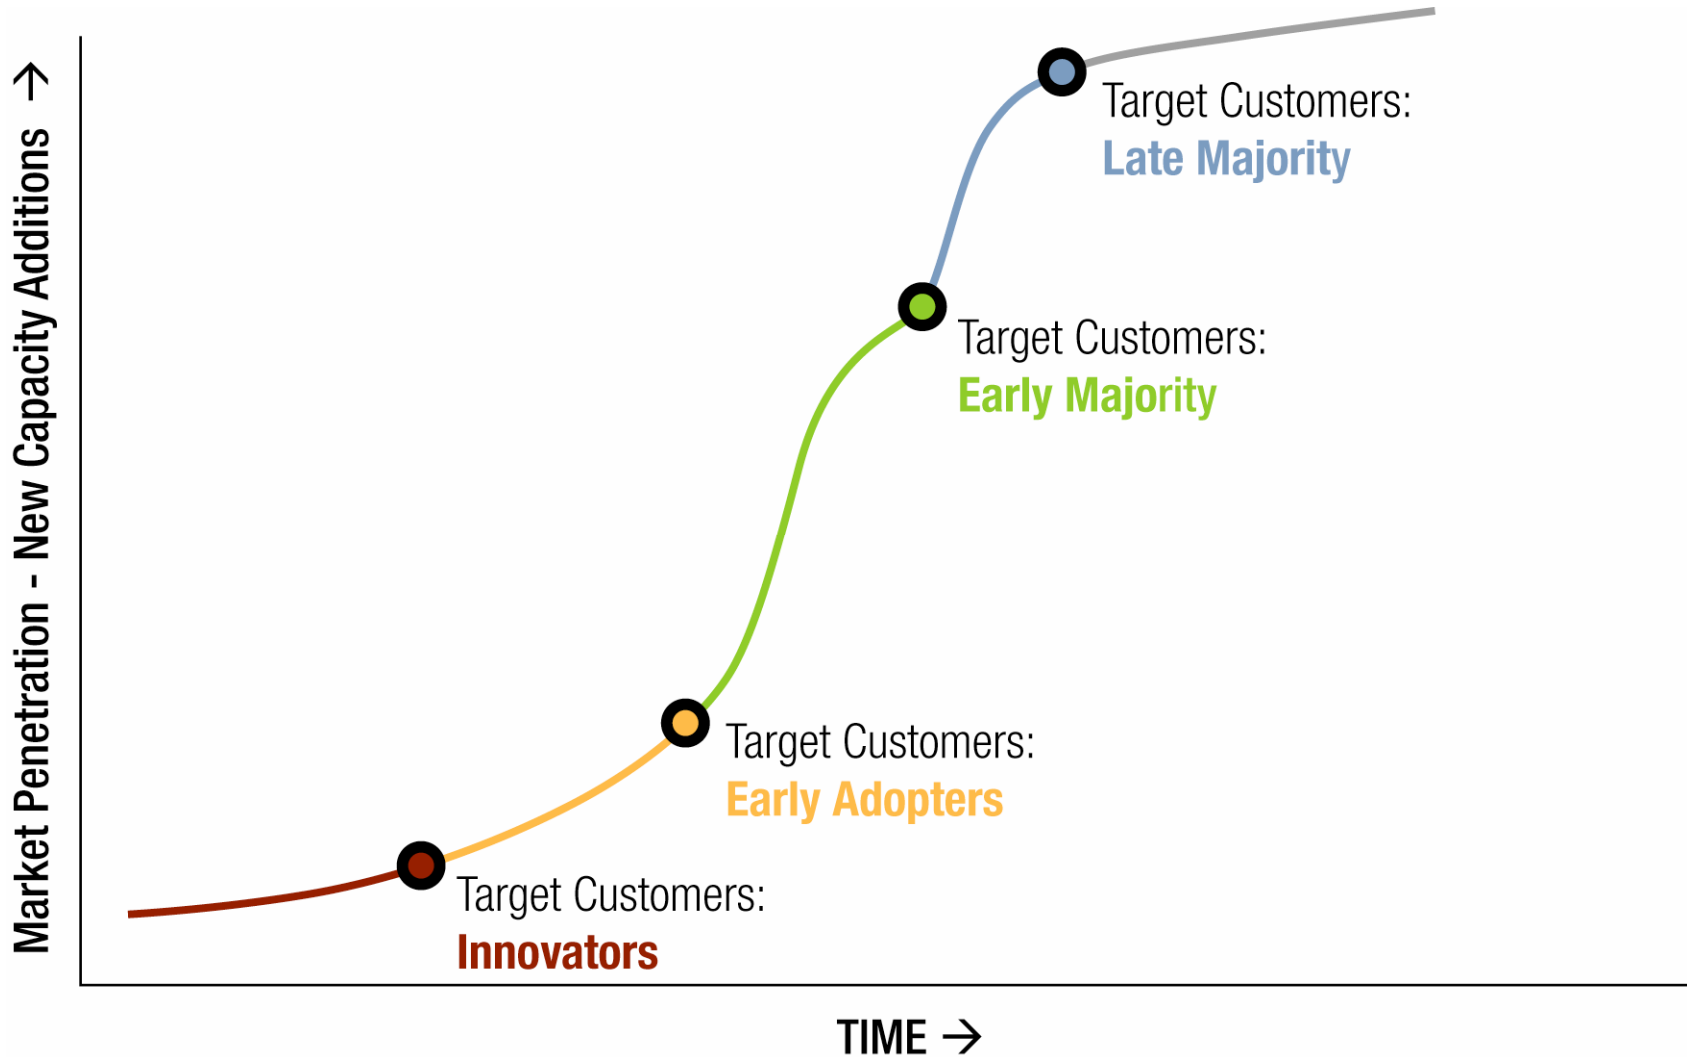 Market Penetration - New Capacity Additions →
Target Customers:
Late Majority
Target Customers:
Early Majority
Target Customers:
Early Adopters
Target Customers:
Innovators
TIME →